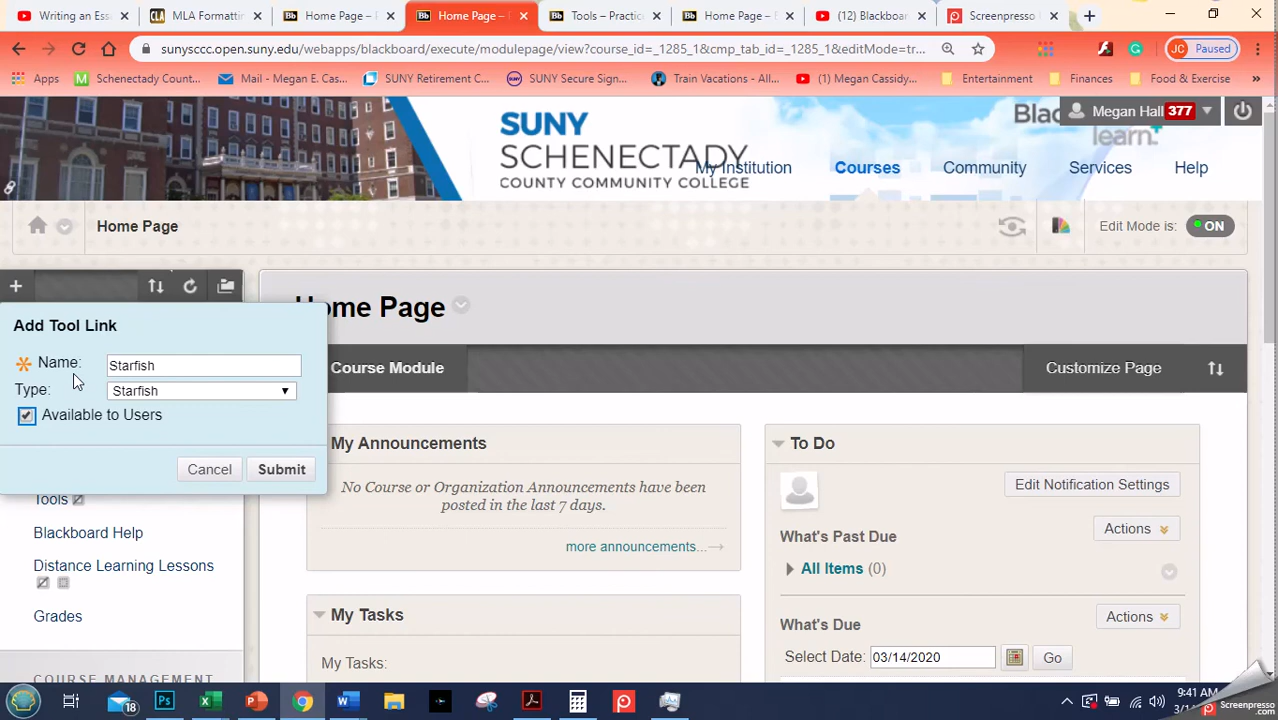 Writing an Ess
MLA Formattin
Home Page – P
Home Page –
Tools – Practic
Home Page – E
(12) Blackboar
Screenpresso
sunysccc.open.suny.edu/webapps/blackboard/execute/modulepage/view?course_id=_1285_1&cmp_tab_id=_1285_1&editMode=tr...
JC Paused
Apps
Schenectady Count...
Mail - Megan E. Cas...
SUNY Retirement C...
SUNY Secure Sign...
Train Vacations - All...
(1) Megan Cassidy...
Entertainment
Finances
Food & Exercise
»
Megan Hall 377
SUNY
SCHENECTADY
COUNTY COMMUNITY COLLEGE
learn
My Institution
Courses
Community
Services
Help
Home Page
Edit Mode is: ON
Home Page
Add Tool Link
Name: Starfish
Type: Starfish
Available to Users
Cancel
Submit
Tools
Blackboard Help
Distance Learning Lessons
Grades
COURSE MANAGEMENT
Course Module
Customize Page
My Announcements
No Course or Organization Announcements have been
posted in the last 7 days.
more announcements...
My Tasks
My Tasks:
To Do
Edit Notification Settings
Actions
What's Past Due
All Items (0)
Actions
What's Due
Select Date: 03/14/2020 Go
18
9:41 AM
Screenpresso
.com